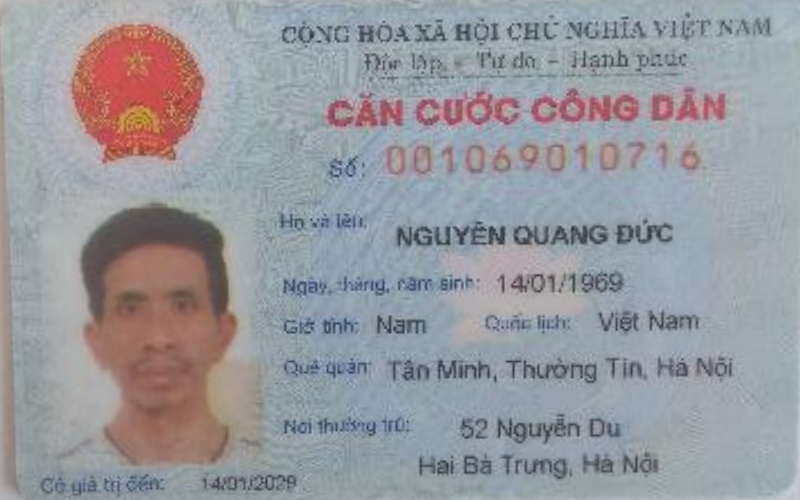 CỘNG HÒA XÃ HỘI CHỦ NGHĨA VIỆT NAM
Độc lập - Tự do - Hạnh phúc
CĂN CƯỚC CÔNG DÂN
Số: 001069010716
Họ và tên: NGUYỄN QUANG ĐỨC
Ngày, tháng, năm sinh: 14/01/1969
Giới tính: Nam Quốc tịch: Việt Nam
Quê quán: Tân Minh, Thường Tín, Hà Nội
Nơi thường trú: 52 Nguyễn Du
Hai Bà Trưng, Hà Nội
Có giá trị đến: 14/01/2029